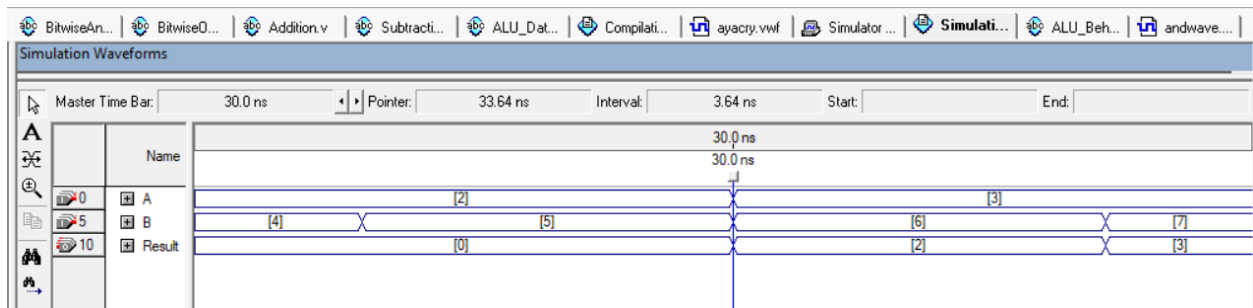 BitwiseAn... BitwiseO... Addition.v Subtracti... ALU_Dat... Compilati... ayacry.vwf Simulator ... Simulati... ALU_Beh... andwave....
Simulation Waveforms
Master Time Bar: 30.0 ns Pointer: 33.64 ns Interval: 3.64 ns Start: End:
30.0 ns
Name 30.0 ns
0 A [2] [3]
5 B [4] [5] [6] [7]
10 Result [0] [2] [3]